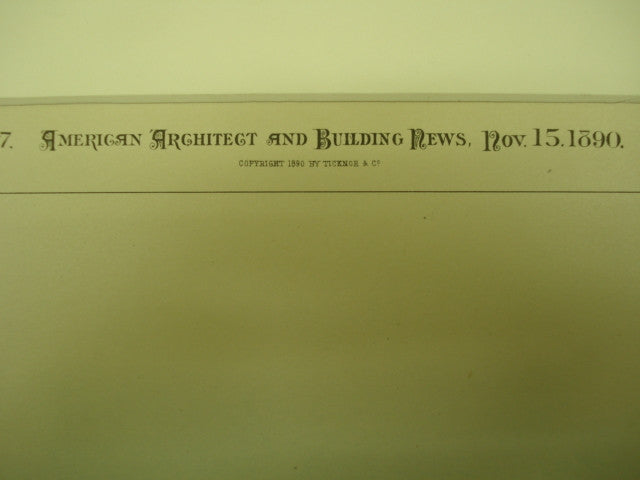 7. American Architect and Building News, Nov. 15. 1890.
COPYRIGHT 1890 BY TICKNOR & Co